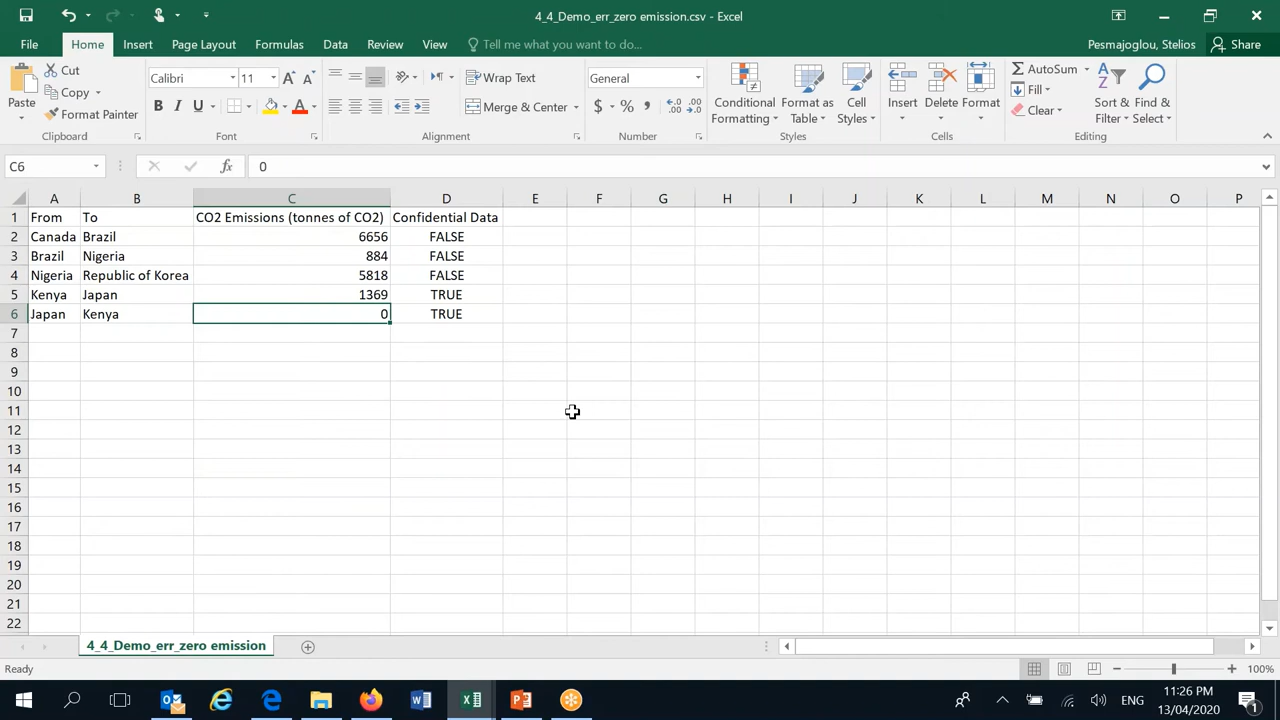 4_4_Demo_err_zero emission.csv - Excel
File Home Insert Page Layout Formulas Data Review View Tell me what you want to do... Pesmajoglou, Stelios Share
Cut
Copy
Format Painter
Paste
Calibri 11
B I U A
Wrap Text
Merge & Center
General
$ % ,
Conditional Formatting
Format as Table
Cell Styles
Insert
Delete
Format
AutoSum
Fill
Clear
Sort & Filter
Find & Select
Clipboard Font Alignment Number Styles Cells Editing
C6 fx 0
A B C D E F G H I J K L M N O P
1 From To CO2 Emissions (tonnes of CO2) Confidential Data
2 Canada Brazil 6656 FALSE
3 Brazil Nigeria 884 FALSE
4 Nigeria Republic of Korea 5818 FALSE
5 Kenya Japan 1369 TRUE
6 Japan Kenya 0 TRUE
7
8
9
10
11
12
13
14
15
16
17
18
19
20
21
22
4_4_Demo_err_zero emission
Ready 100%
ENG 11:26 PM
13/04/2020 1